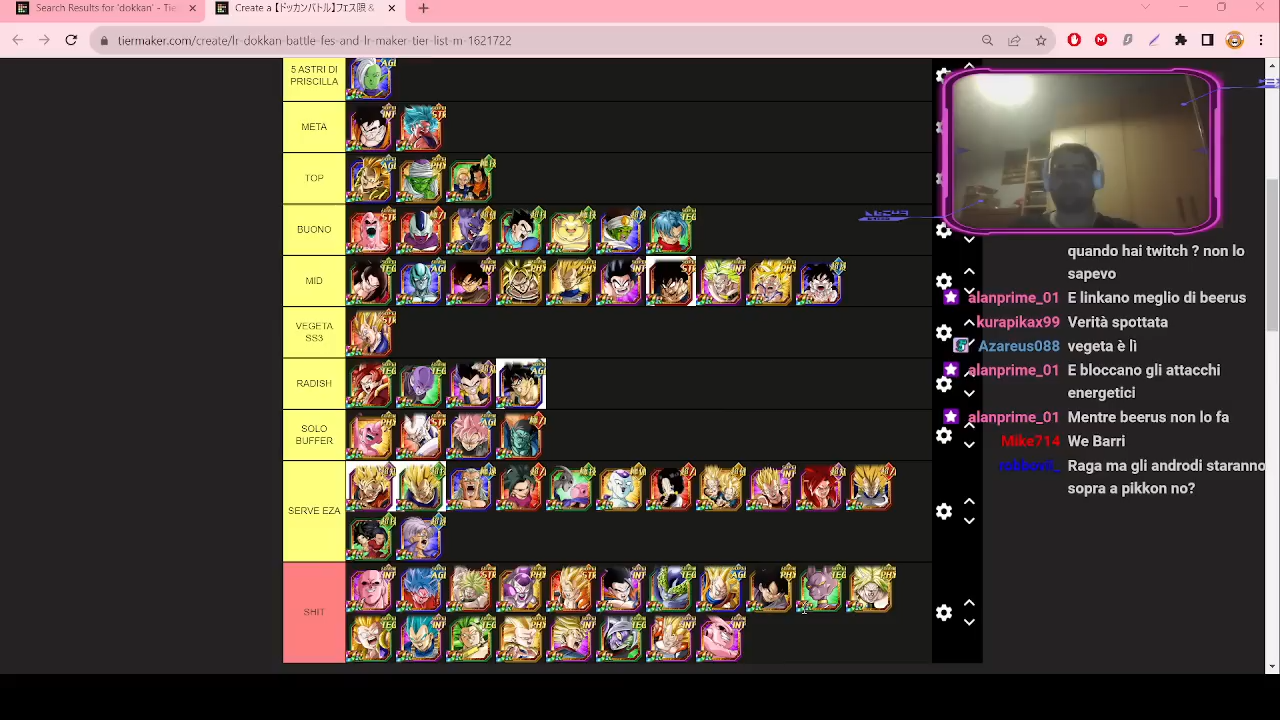 Search Results for 'dokkan' - Tie
Create a 【ドッカンバトル】フェス限 &
tiermaker.com/create/lr-dokkan-battle-fes-and-lr-maker-tier-list-m-1621722
5 ASTRI DI
PRISCILLA
META
TOP
BUONO
MID
VEGETA
SS3
RADISH
SOLO
BUFFER
SERVE EZA
SHIT
quando hai twitch ? non lo
sapevo
alanprime_01 E linkano meglio di beerus
kurapikax99 Verità spottata
Azareus088 vegeta è lì
alanprime_01 E bloccano gli attacchi
energetici
alanprime_01 Mentre beerus non lo fa
Mike714 We Barri
Raga ma gli androdi staranno
sopra a pikkon no?